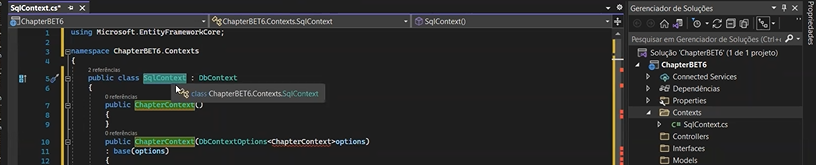 SqlContext.cs*
ChapterBET6
ChapterBET6.Contexts.SqlContext
SqlContext()
1 using Microsoft.EntityFrameworkCore;
2
3 namespace ChapterBET6.Contexts
4 {
2 referências
5 public class SqlContext : DbContext
6 {
class ChapterBET6.Contexts.SqlContext
0 referências
7 public ChapterContext()
8 {
9 }
0 referências
10 public ChapterContext(DbContextOptions<ChapterContext>options)
11 : base(options)
12 {
Gerenciador de Soluções
Pesquisar em Gerenciador de Soluções
Solução 'ChapterBET6' (1 de 1 projeto)
ChapterBET6
Connected Services
Dependências
Properties
Contexts
SqlContext.cs
Controllers
Interfaces
Models
Propriedades